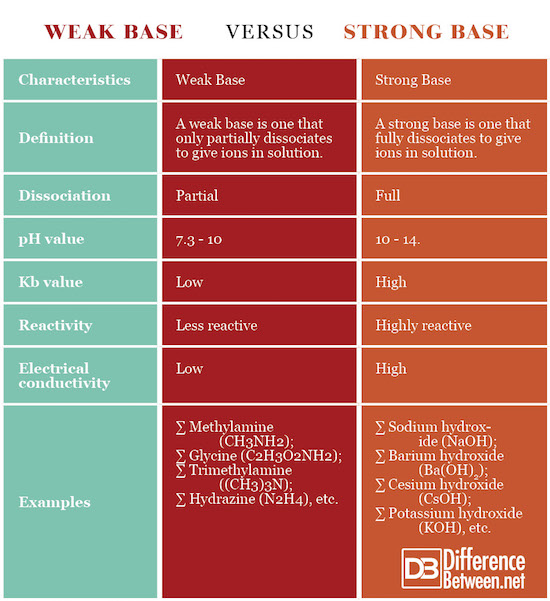 WEAK BASE VERSUS STRONG BASE
Characteristics
Weak Base
Strong Base
Definition
A weak base is one that
only partially dissociates
to give ions in solution.
A strong base is one that
fully dissociates to give
ions in solution.
Dissociation
Partial
Full
pH value
7.3 - 10
10 - 14.
Kb value
Low
High
Reactivity
Less reactive
Highly reactive
Electrical
conductivity
Low
High
Examples
∑ Methylamine
(CH3NH2);
∑ Glycine (C2H3O2NH2);
∑ Trimethylamine
((CH3)3N);
∑ Hydrazine (N2H4), etc.
∑ Sodium hydrox-
ide (NaOH);
∑ Barium hydroxide
(Ba(OH)₂);
∑ Cesium hydroxide
(CsOH);
∑ Potassium hydroxide
(KOH), etc.
DB Difference
Between.net